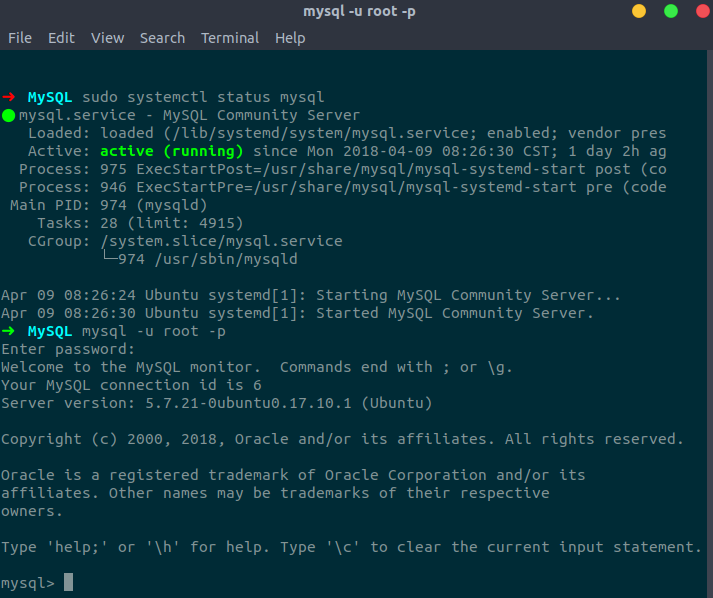 mysql -u root -p
File Edit View Search Terminal Help
➜ MySQL sudo systemctl status mysql
●mysql.service - MySQL Community Server
   Loaded: loaded (/lib/systemd/system/mysql.service; enabled; vendor pres
   Active: active (running) since Mon 2018-04-09 08:26:30 CST; 1 day 2h ag
  Process: 975 ExecStartPost=/usr/share/mysql/mysql-systemd-start post (co
  Process: 946 ExecStartPre=/usr/share/mysql/mysql-systemd-start pre (code
 Main PID: 974 (mysqld)
    Tasks: 28 (limit: 4915)
   CGroup: /system.slice/mysql.service
           └─974 /usr/sbin/mysqld
Apr 09 08:26:24 Ubuntu systemd[1]: Starting MySQL Community Server...
Apr 09 08:26:30 Ubuntu systemd[1]: Started MySQL Community Server.
➜ MySQL mysql -u root -p
Enter password:
Welcome to the MySQL monitor.  Commands end with ; or \g.
Your MySQL connection id is 6
Server version: 5.7.21-0ubuntu0.17.10.1 (Ubuntu)
Copyright (c) 2000, 2018, Oracle and/or its affiliates. All rights reserved.
Oracle is a registered trademark of Oracle Corporation and/or its
affiliates. Other names may be trademarks of their respective
owners.
Type 'help;' or '\h' for help. Type '\c' to clear the current input statement.
mysql>